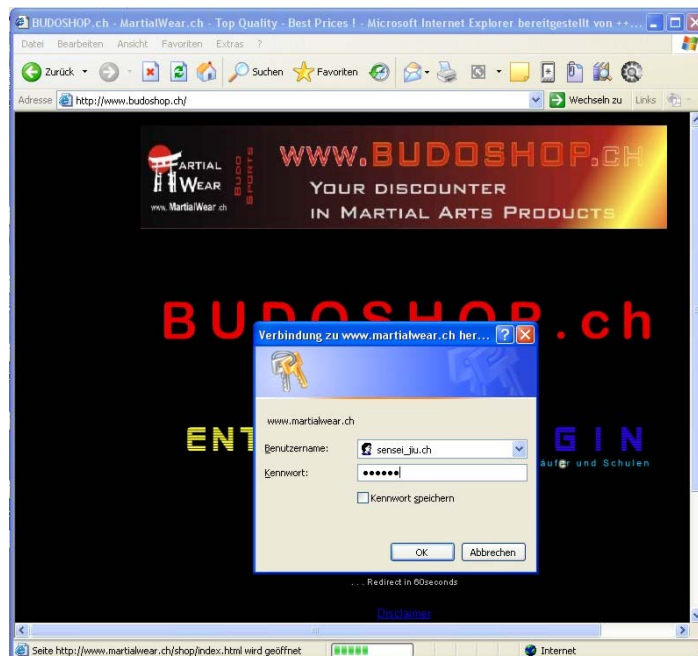 BUDOSHOP.ch - MartialWear.ch - Top Quality - Best Prices ! - Microsoft Internet Explorer bereitgestellt von ++...
Datei Bearbeiten Ansicht Favoriten Extras ?
Zurück Suchen Favoriten
Adresse http://www.budoshop.ch/ Wechseln zu Links
MARTIAL
WEAR
www.MartialWear.ch
BUDO
SPORTS
WWW.BUDOSHOP.CH
YOUR DISCOUNTER
IN MARTIAL ARTS PRODUCTS
BUDOSHOP.ch
Verbindung zu www.martialwear.ch her...
www.martialwear.ch
ENT
GIN
Benutzername: sensei_jiu.ch
äufer und Schulen
Kennwort: ••••••
Kennwort speichern
OK Abbrechen
. . . Redirect in 60seconds
Disclaimer
Seite http://www.martialwear.ch/shop/index.html wird geöffnet Internet